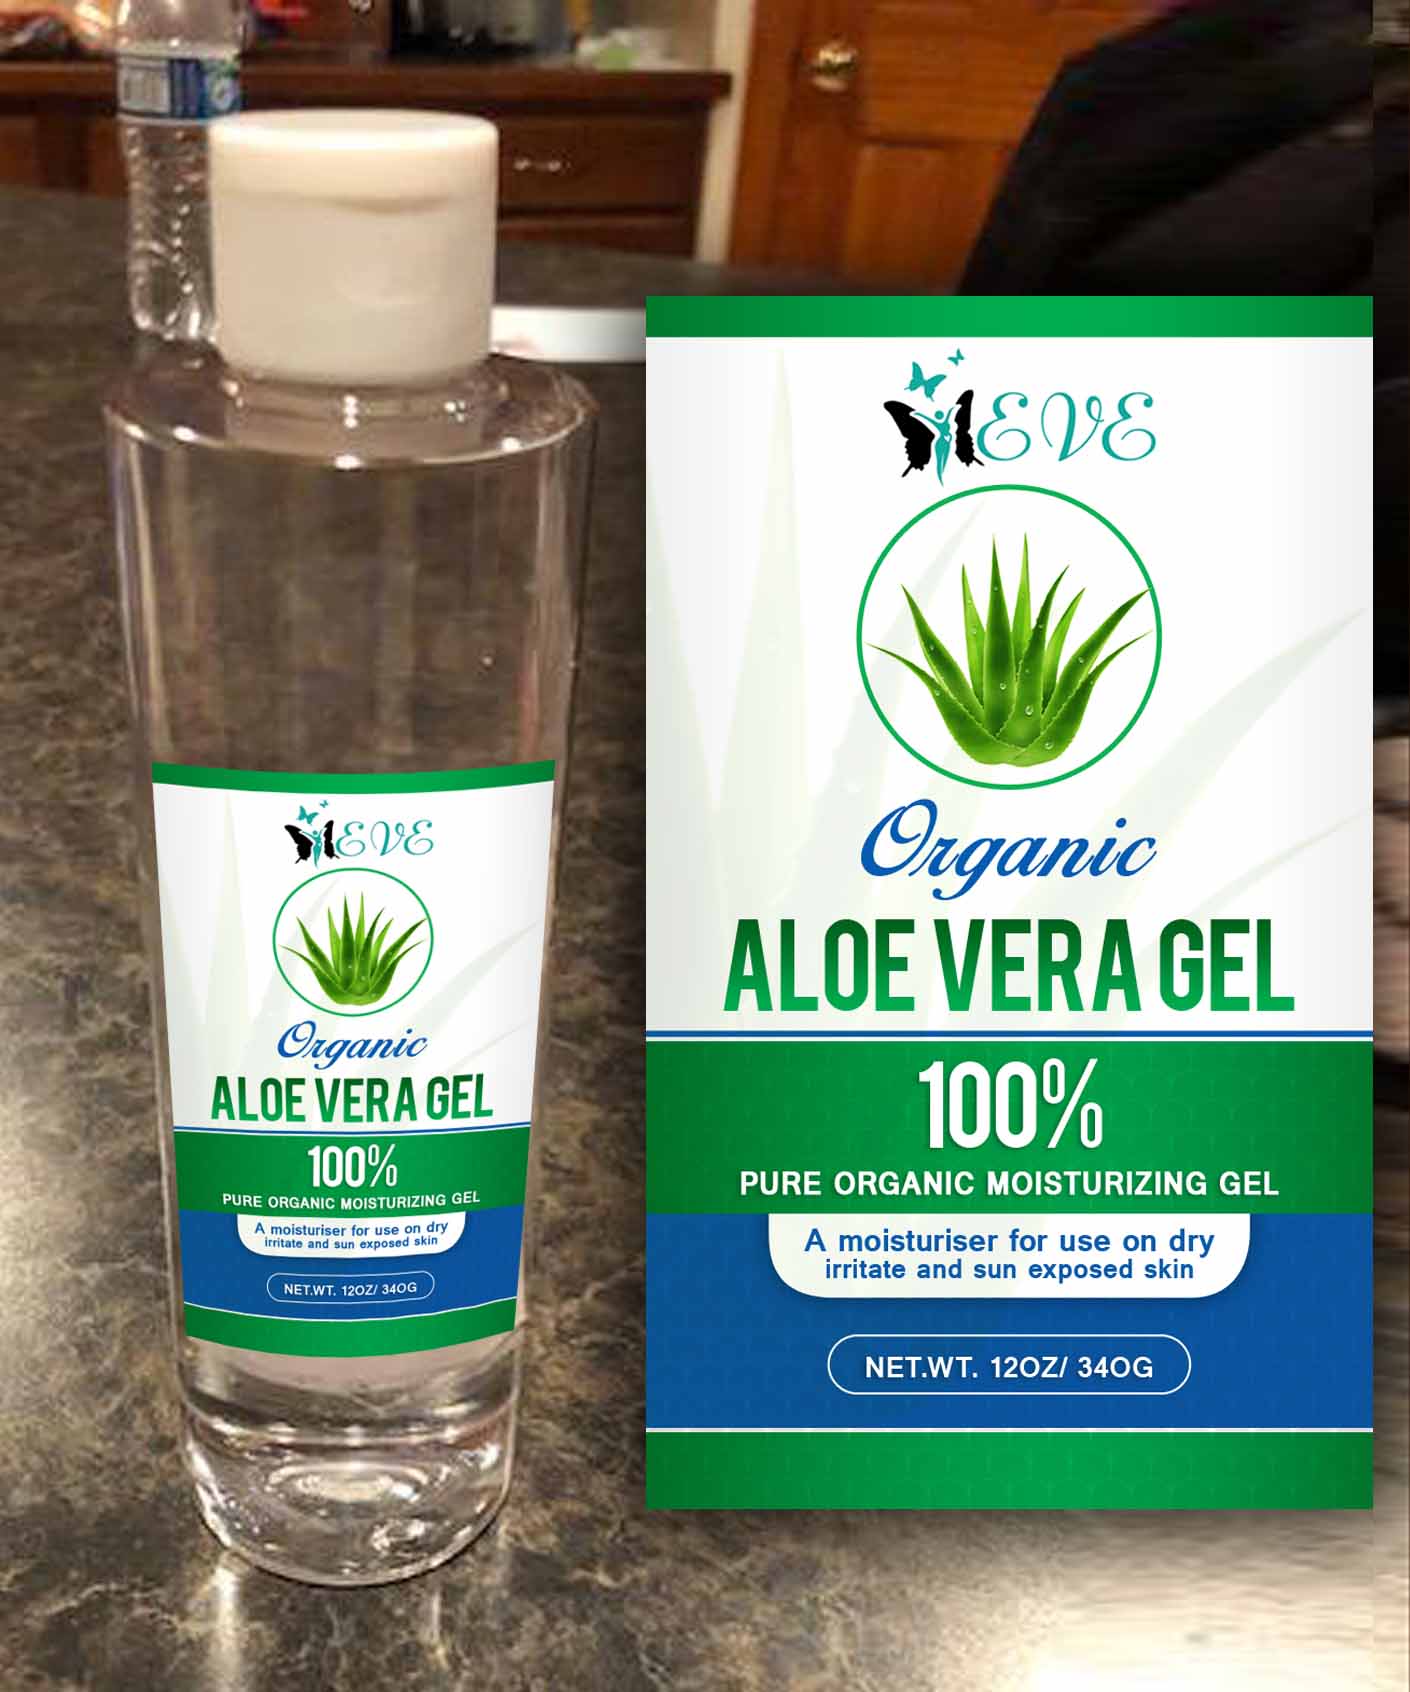 EVE
Organic
ALOE VERA GEL
100%
PURE ORGANIC MOISTURIZING GEL
A moisturiser for use on dry
irritate and sun exposed skin
NET.WT. 12OZ/ 340G
EVE
Organic
ALOE VERA GEL
100%
PURE ORGANIC MOISTURIZING GEL
A moisturiser for use on dry
irritate and sun exposed skin
NET.WT. 12OZ/ 340G